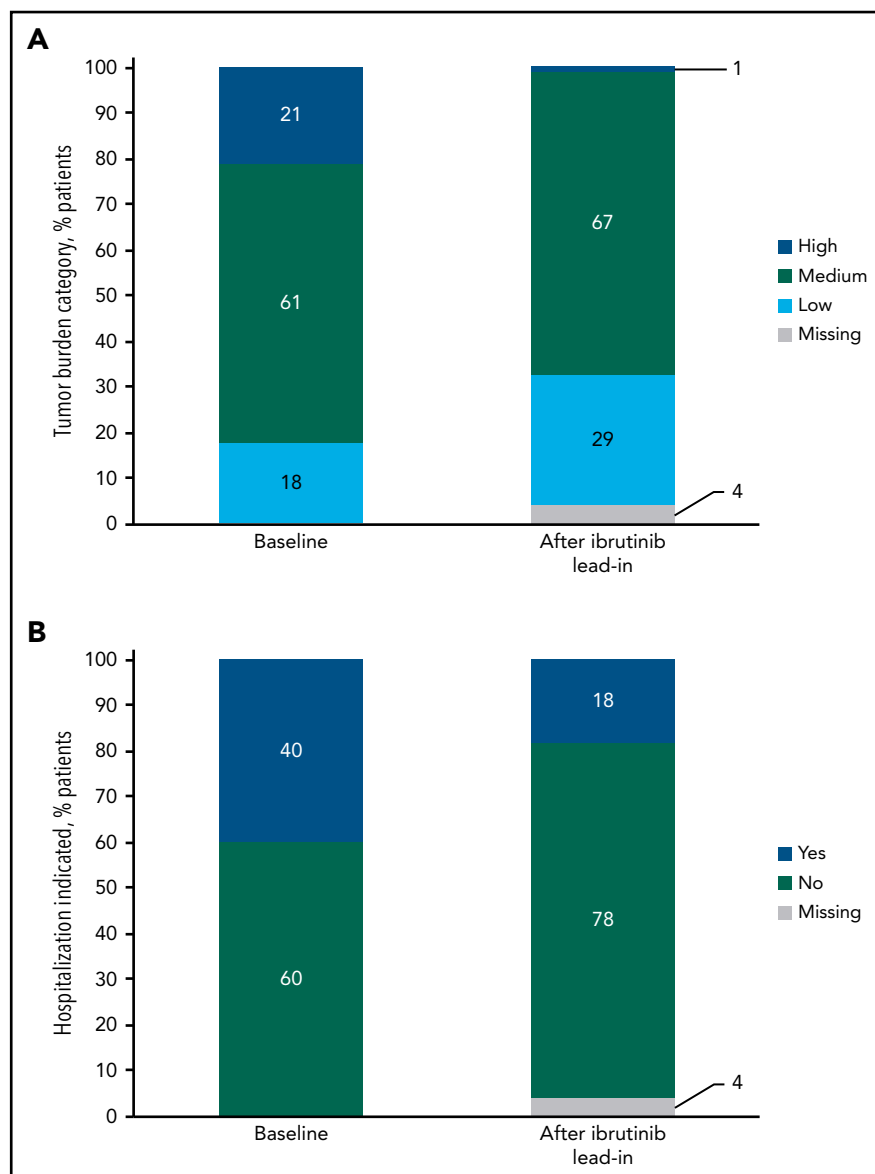 A
Tumor burden category, % patients
100
90
80
70
60
50
40
30
20
10
0
21
61
18
1
67
29
4
Baseline
After ibrutinib
lead-in
High
Medium
Low
Missing
B
Hospitalization indicated, % patients
100
90
80
70
60
50
40
30
20
10
0
40
60
18
78
4
Baseline
After ibrutinib
lead-in
Yes
No
Missing